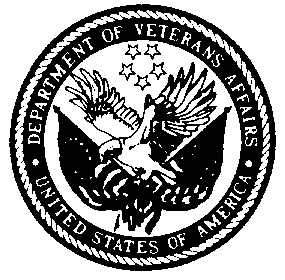 DEPARTMENT OF VETERANS AFFAIRS
UNITED STATES OF AMERICA